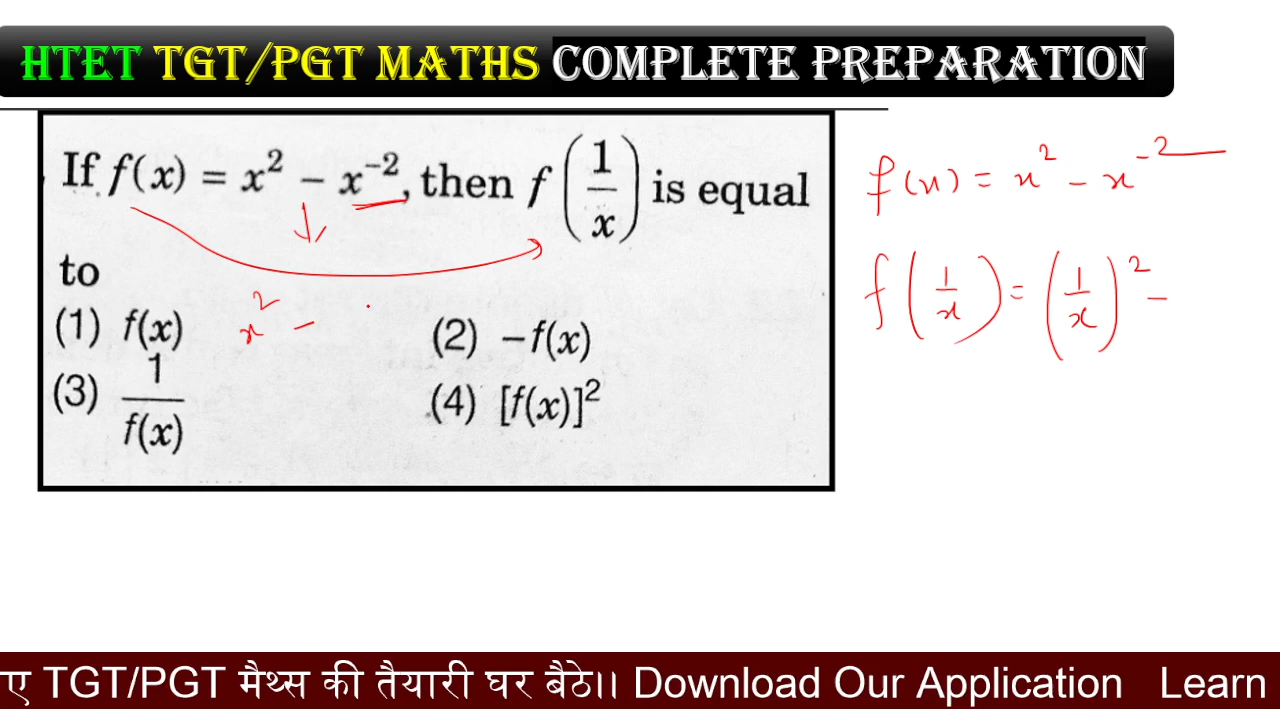 HTET TGT/PGT MATHS COMPLETE PREPARATION
If f(x) = x² − x⁻², then f(1/x) is equal
to
(1) f(x)
(2) −f(x)
(3) 1/f(x)
(4) [f(x)]²
x² −
f(x) = x² − x⁻²
f(1/x) = (1/x)² −
ए TGT/PGT मैथ्स की तैयारी घर बैठे।। Download Our Application Learn